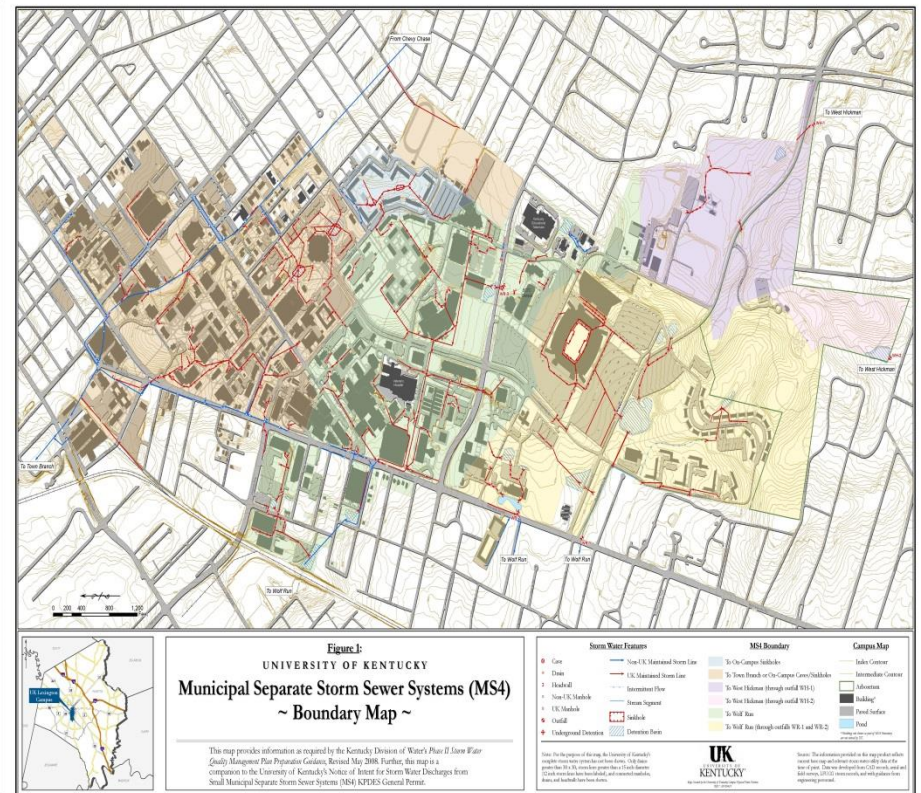 From Chevy Chase
To West Hickman
To West Hickman
To Town Branch
To Wolf Run
To Wolf Run
To Wolf Run
0 200 400 800 1,200
Figure 1:
UNIVERSITY OF KENTUCKY
Municipal Separate Storm Sewer Systems (MS4)
~ Boundary Map ~
This map provides information as required by the Kentucky Division of Water's Phase II Storm Water
Quality Management Plan Preparation Guidance, Revised May 2008. Further, this map is a
companion to the University of Kentucky's Notice of Intent for Storm Water Discharges from
Small Municipal Separate Storm Sewer Systems (MS4) KPDES General Permit.
UK Lexington
Campus
Storm Water Features
Cave
Drain
Headwall
Non-UK Manhole
UK Manhole
Outfall
Underground Detention
Non-UK Maintained Storm Line
UK Maintained Storm Line
Intermittent Flow
Stream Segment
Sinkhole
Detention Basin
MS4 Boundary
To On-Campus Sinkholes
To Town Branch or On-Campus Caves/Sinkholes
To West Hickman (through outfall WH-1)
To West Hickman (through outfall WH-2)
To Wolf Run
To Wolf Run (through outfalls WR-1 and WR-2)
Campus Map
Index Contour
Intermediate Contour
Arboretum
Building*
Paved Surface
Pond
UK
UNIVERSITY OF
KENTUCKY